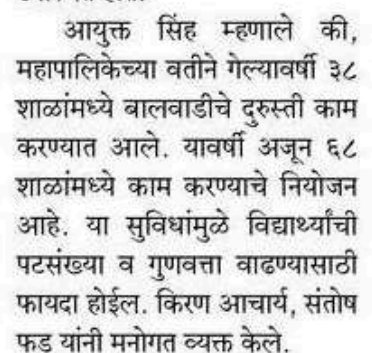 आयुक्त सिंह म्हणाले की,
महापालिकेच्या वतीने गेल्यावर्षी ३८
शाळांमध्ये बालवाडीचे दुरुस्ती काम
करण्यात आले. यावर्षी अजून ६८
शाळांमध्ये काम करण्याचे नियोजन
आहे. या सुविधांमुळे विद्यार्थ्यांची
पटसंख्या व गुणवत्ता वाढण्यासाठी
फायदा होईल. किरण आचार्य, संतोष
फड यांनी मनोगत व्यक्त केले.